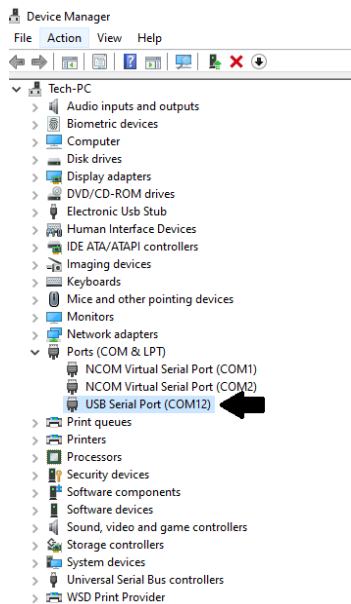 Device Manager
File Action View Help
Tech-PC
Audio inputs and outputs
Biometric devices
Computer
Disk drives
Display adapters
DVD/CD-ROM drives
Electronic Usb Stub
Human Interface Devices
IDE ATA/ATAPI controllers
Imaging devices
Keyboards
Mice and other pointing devices
Monitors
Network adapters
Ports (COM & LPT)
NCOM Virtual Serial Port (COM1)
NCOM Virtual Serial Port (COM2)
USB Serial Port (COM12)
Print queues
Printers
Processors
Security devices
Software components
Software devices
Sound, video and game controllers
Storage controllers
System devices
Universal Serial Bus controllers
WSD Print Provider